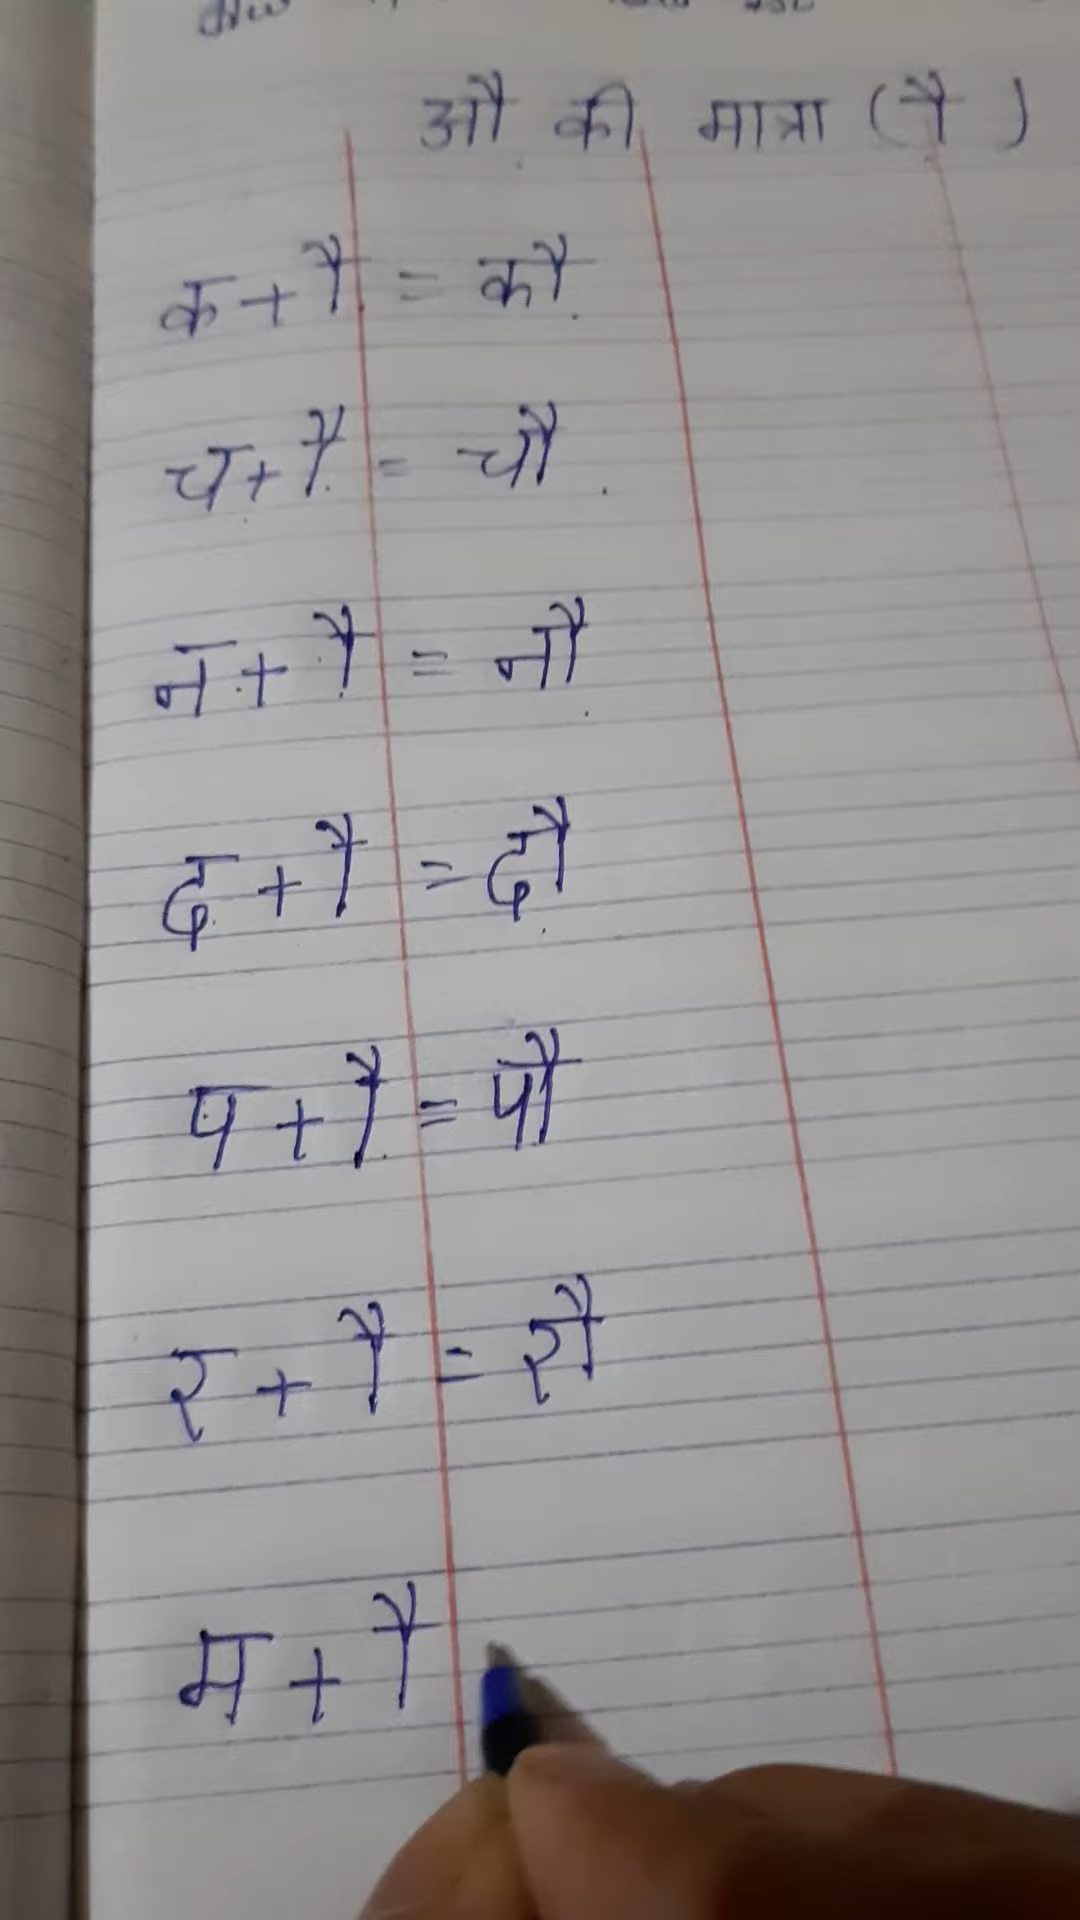 औ की मात्रा (ौ)
क + ौ = कौ
च + ौ = चौ
न + ौ = नौ
द + ौ = दौ
प + ौ = पौ
र + ौ = रौ
म + ौ